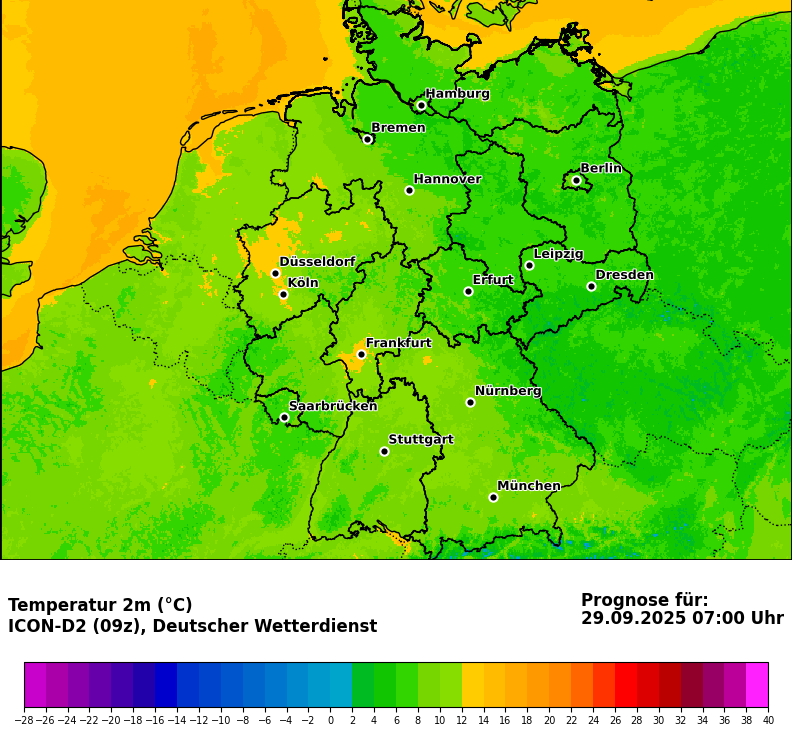 Hamburg
Bremen
Berlin
Hannover
Leipzig
Düsseldorf
Dresden
Köln
Erfurt
Frankfurt
Nürnberg
Saarbrücken
Stuttgart
München
Temperatur 2m (°C)
ICON-D2 (09z), Deutscher Wetterdienst
Prognose für:
29.09.2025 07:00 Uhr
−28 −26 −24 −22 −20 −18 −16 −14 −12 −10 −8 −6 −4 −2 0 2 4 6 8 10 12 14 16 18 20 22 24 26 28 30 32 34 36 38 40